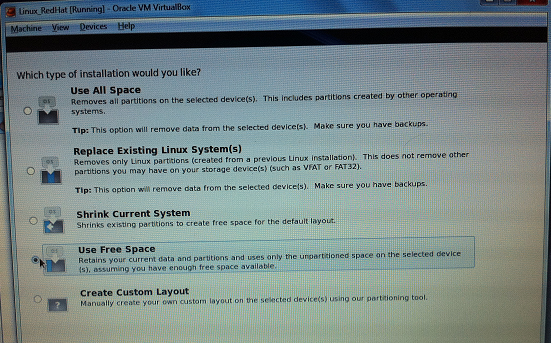 Linux_RedHat [Running] - Oracle VM VirtualBox
Machine View Devices Help
Which type of installation would you like?
Use All Space
Removes all partitions on the selected device(s). This includes partitions created by other operating
systems.
Tip: This option will remove data from the selected device(s). Make sure you have backups.
Replace Existing Linux System(s)
Removes only Linux partitions (created from a previous Linux installation). This does not remove other
partitions you may have on your storage device(s) (such as VFAT or FAT32).
Tip: This option will remove data from the selected device(s). Make sure you have backups.
Shrink Current System
Shrinks existing partitions to create free space for the default layout.
Use Free Space
Retains your current data and partitions and uses only the unpartitioned space on the selected device
(s), assuming you have enough free space available.
?
Create Custom Layout
Manually create your own custom layout on the selected device(s) using our partitioning tool.